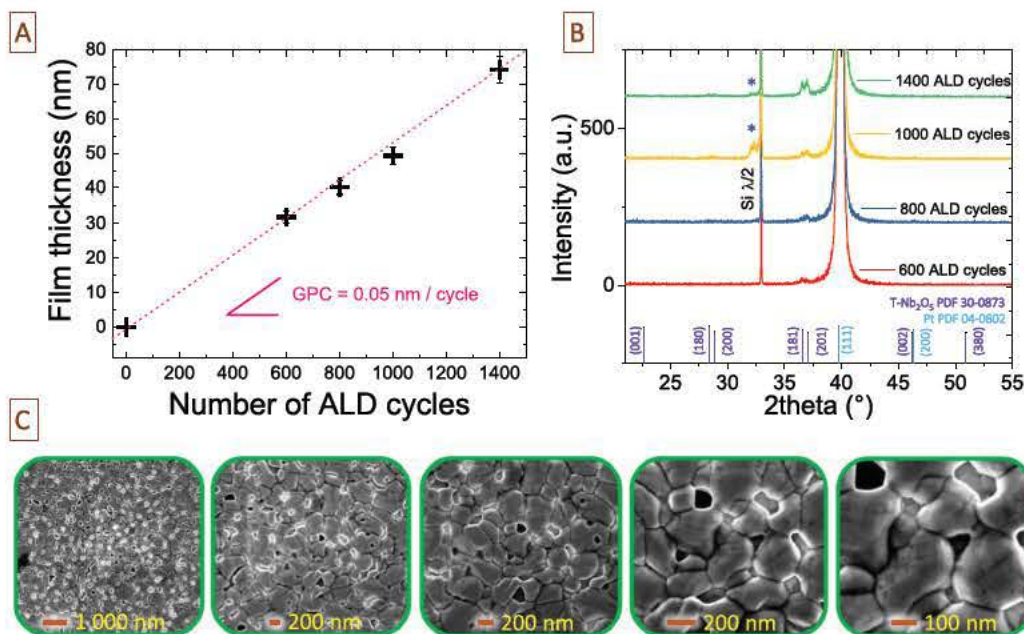 A
Film thickness (nm)
80
70
60
50
40
30
20
10
0
GPC = 0.05 nm / cycle
0 200 400 600 800 1000 1200 1400
Number of ALD cycles
B
Intensity (a.u.)
500
0
*
*
Si λ/2
1400 ALD cycles
1000 ALD cycles
800 ALD cycles
600 ALD cycles
T-Nb₂O₅ PDF 30-0873
Pt PDF 04-0802
(001)
(180)
(200)
(181)
(201)
(111)
(002)
(200)
(380)
25 30 35 40 45 50 55
2theta (°)
C
1 000 nm
200 nm
200 nm
200 nm
100 nm